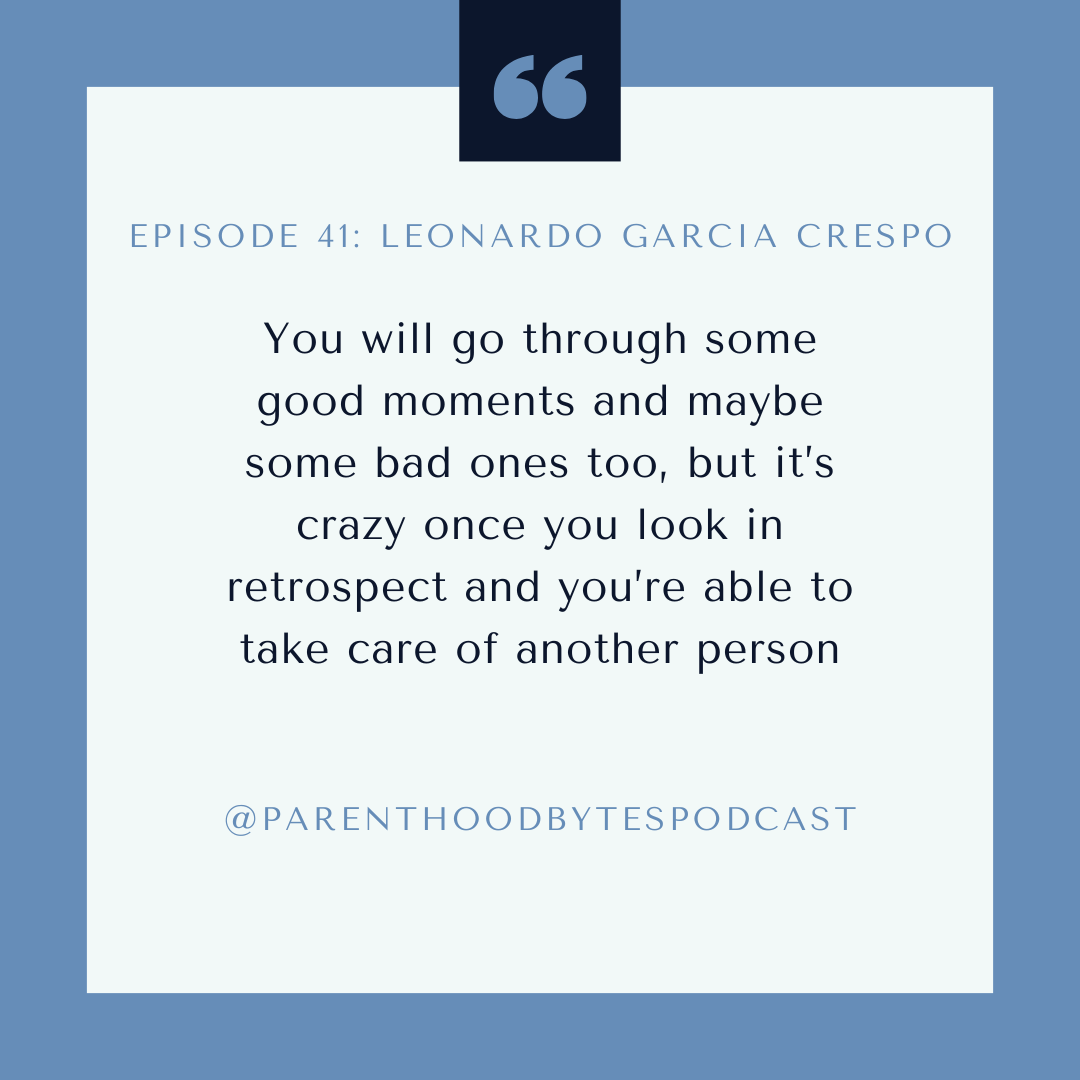 “
EPISODE 41: LEONARDO GARCIA CRESPO
You will go through some
good moments and maybe
some bad ones too, but it's
crazy once you look in
retrospect and you're able to
take care of another person
@PARENTHOODBYTESPODCAST